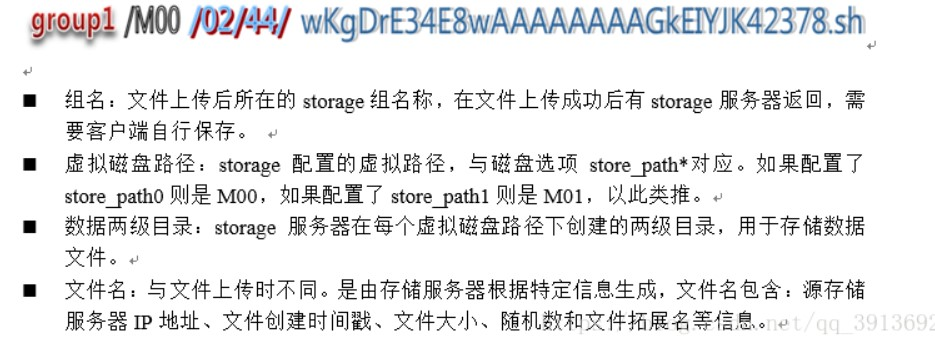 group1 /M00 /02/44/ wKgDrE34E8wAAAAAAAAGkEIYJK42378.sh
■ 组名：文件上传后所在的 storage 组名称，在文件上传成功后有 storage 服务器返回，需
要客户端自行保存。
■ 虚拟磁盘路径：storage 配置的虚拟路径，与磁盘选项 store_path*对应。如果配置了
store_path0 则是 M00，如果配置了 store_path1 则是 M01，以此类推。
■ 数据两级目录：storage 服务器在每个虚拟磁盘路径下创建的两级目录，用于存储数据
文件。
■ 文件名：与文件上传时不同。是由存储服务器根据特定信息生成，文件名包含：源存储
服务器 IP 地址、文件创建时间戳、文件大小、随机数和文件拓展名等信息。
net/qq_3913692